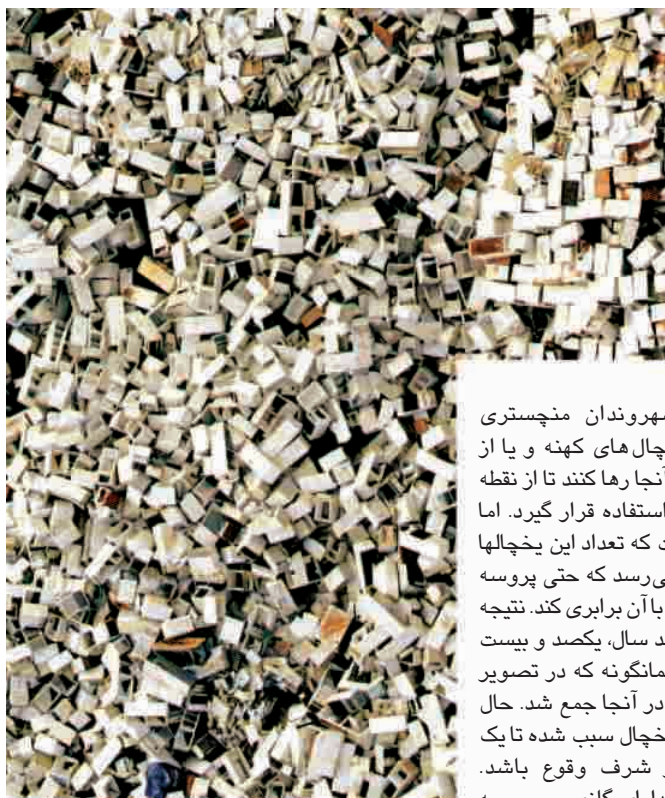 هروندان منچستری
چال‌های کهنه و یا از
آنجا رها کنند تا از نقطه
استفاده قرار گیرد. اما
ت که تعداد این یخچالها
ی‌رسد که حتی پروسه
با آن برابری کند. نتیجه
د سال، یکصد و بیست
مانگونه که در تصویر
در آنجا جمع شد. حال
خچال سبب شده تا یک
ر شرف وقوع باشد.